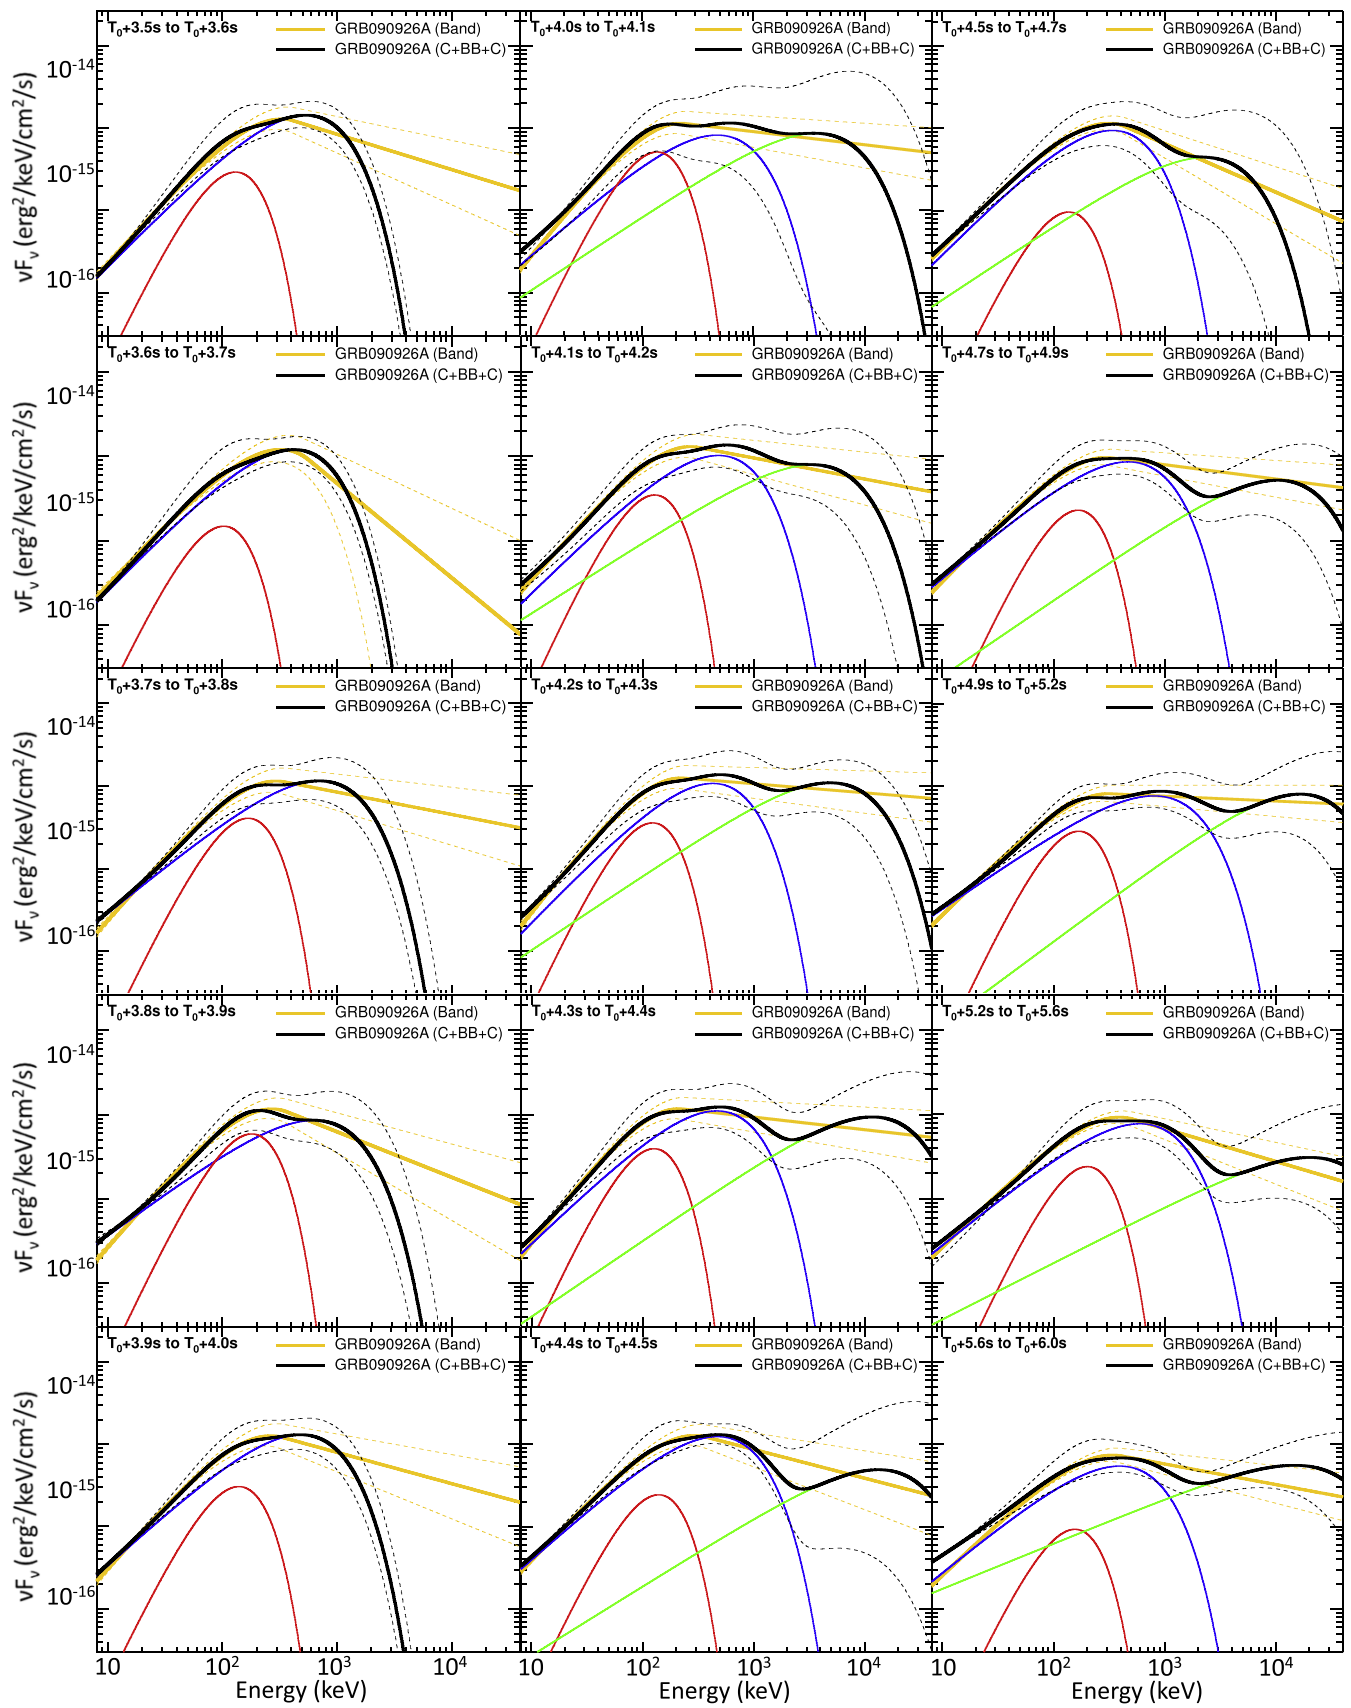 T₀+3.5s to T₀+3.6s
GRB090926A (Band)
GRB090926A (C+BB+C)
T₀+4.0s to T₀+4.1s
GRB090926A (Band)
GRB090926A (C+BB+C)
T₀+4.5s to T₀+4.7s
GRB090926A (Band)
GRB090926A (C+BB+C)
νFᵥ (erg²/keV/cm²/s)
10⁻¹⁴
10⁻¹⁵
10⁻¹⁶
T₀+3.6s to T₀+3.7s
GRB090926A (Band)
GRB090926A (C+BB+C)
T₀+4.1s to T₀+4.2s
GRB090926A (Band)
GRB090926A (C+BB+C)
T₀+4.7s to T₀+4.9s
GRB090926A (Band)
GRB090926A (C+BB+C)
νFᵥ (erg²/keV/cm²/s)
10⁻¹⁴
10⁻¹⁵
10⁻¹⁶
T₀+3.7s to T₀+3.8s
GRB090926A (Band)
GRB090926A (C+BB+C)
T₀+4.2s to T₀+4.3s
GRB090926A (Band)
GRB090926A (C+BB+C)
T₀+4.9s to T₀+5.2s
GRB090926A (Band)
GRB090926A (C+BB+C)
νFᵥ (erg²/keV/cm²/s)
10⁻¹⁴
10⁻¹⁵
10⁻¹⁶
T₀+3.8s to T₀+3.9s
GRB090926A (Band)
GRB090926A (C+BB+C)
T₀+4.3s to T₀+4.4s
GRB090926A (Band)
GRB090926A (C+BB+C)
T₀+5.2s to T₀+5.6s
GRB090926A (Band)
GRB090926A (C+BB+C)
νFᵥ (erg²/keV/cm²/s)
10⁻¹⁴
10⁻¹⁵
10⁻¹⁶
T₀+3.9s to T₀+4.0s
GRB090926A (Band)
GRB090926A (C+BB+C)
T₀+4.4s to T₀+4.5s
GRB090926A (Band)
GRB090926A (C+BB+C)
T₀+5.6s to T₀+6.0s
GRB090926A (Band)
GRB090926A (C+BB+C)
νFᵥ (erg²/keV/cm²/s)
10⁻¹⁴
10⁻¹⁵
10⁻¹⁶
10 10² 10³ 10⁴
10 10² 10³ 10⁴
10 10² 10³ 10⁴
Energy (keV)
Energy (keV)
Energy (keV)